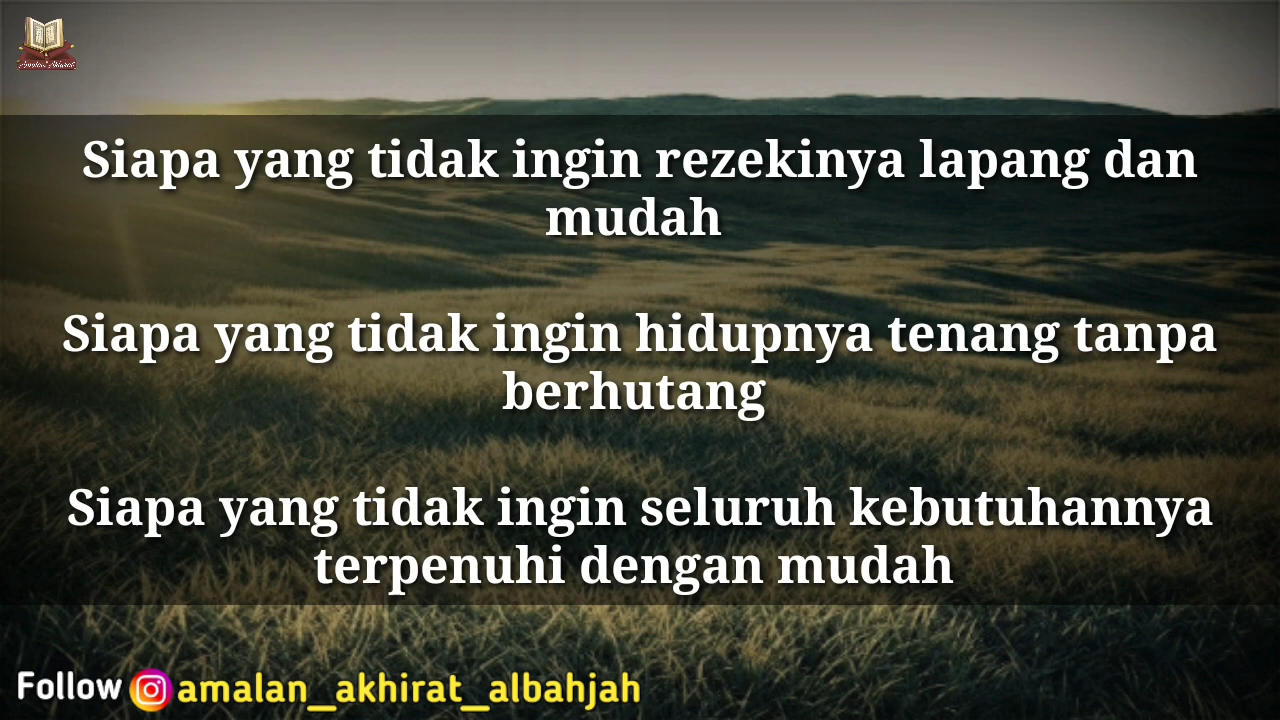 Siapa yang tidak ingin rezekinya lapang dan
mudah
Siapa yang tidak ingin hidupnya tenang tanpa
berhutang
Siapa yang tidak ingin seluruh kebutuhannya
terpenuhi dengan mudah
Follow amalan_akhirat_albahjah